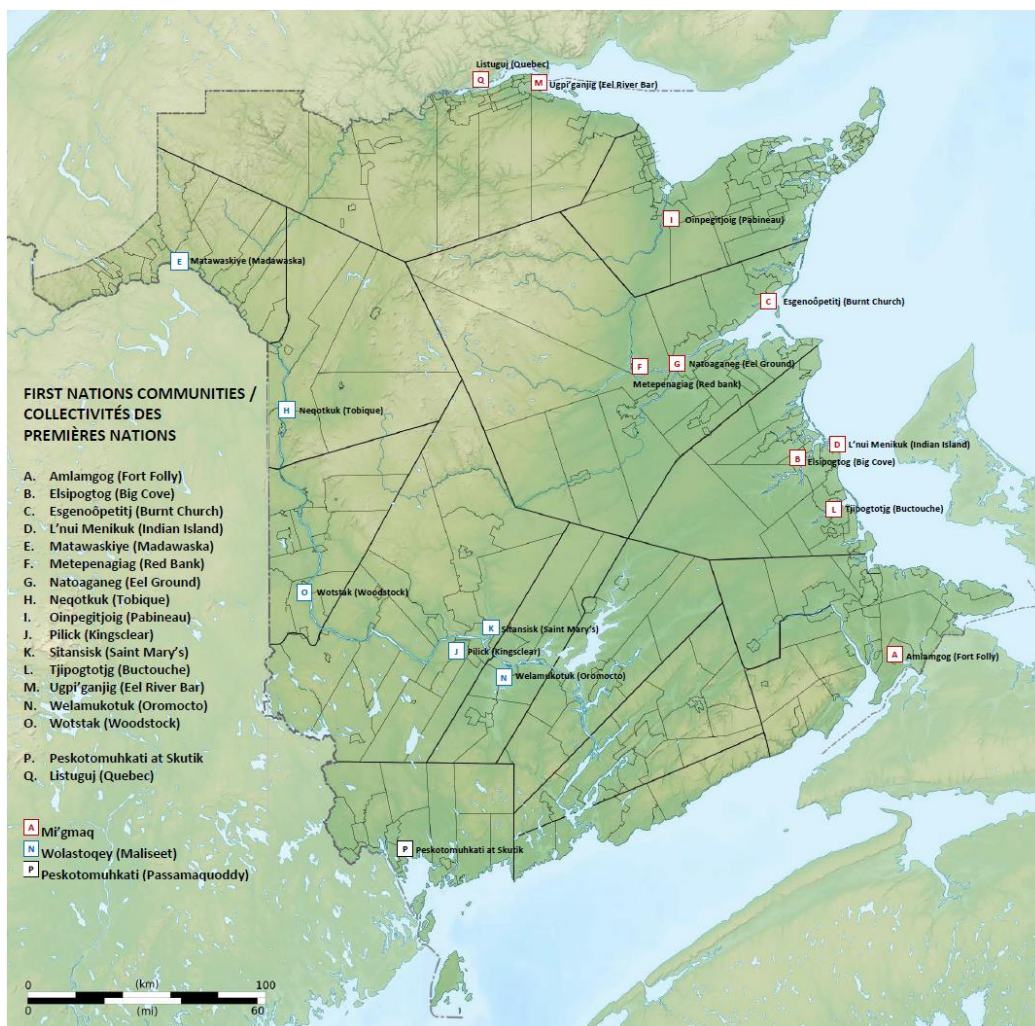 Listuguj (Quebec)
Q
M
Ugpi'ganjig (Eel River Bar)
I
Oinpegitjoig (Pabineau)
E
Matawaskiye (Madawaska)
C
Esgenoôpetitj (Burnt Church)
G
Natoaganeg (Eel Ground)
F
Metepenagiag (Red bank)
H
Neqotkuk (Tobique)
D
L'nui Menikuk (Indian Island)
B
Elsipogtog (Big Cove)
L
Tjipogtotjg (Buctouche)
O
Wotstak (Woodstock)
K
Sitansisk (Saint Mary's)
J
Pilick (Kingsclear)
N
Welamukotuk (Oromocto)
A
Amlamgog (Fort Folly)
P
Peskotomuhkati at Skutik
FIRST NATIONS COMMUNITIES /
COLLECTIVITÉS DES
PREMIÈRES NATIONS
A. Amlamgog (Fort Folly)
B. Elsipogtog (Big Cove)
C. Esgenoôpetitj (Burnt Church)
D. L'nui Menikuk (Indian Island)
E. Matawaskiye (Madawaska)
F. Metepenagiag (Red Bank)
G. Natoaganeg (Eel Ground)
H. Neqotkuk (Tobique)
I. Oinpegitjoig (Pabineau)
J. Pilick (Kingsclear)
K. Sitansisk (Saint Mary's)
L. Tjipogtotjg (Buctouche)
M. Ugpi'ganjig (Eel River Bar)
N. Welamukotuk (Oromocto)
O. Wotstak (Woodstock)
P. Peskotomuhkati at Skutik
Q. Listuguj (Quebec)
A Mi'gmaq
N Wolastoqey (Maliseet)
P Peskotomuhkati (Passamaquoddy)
0 (km) 100
0 (mi) 60